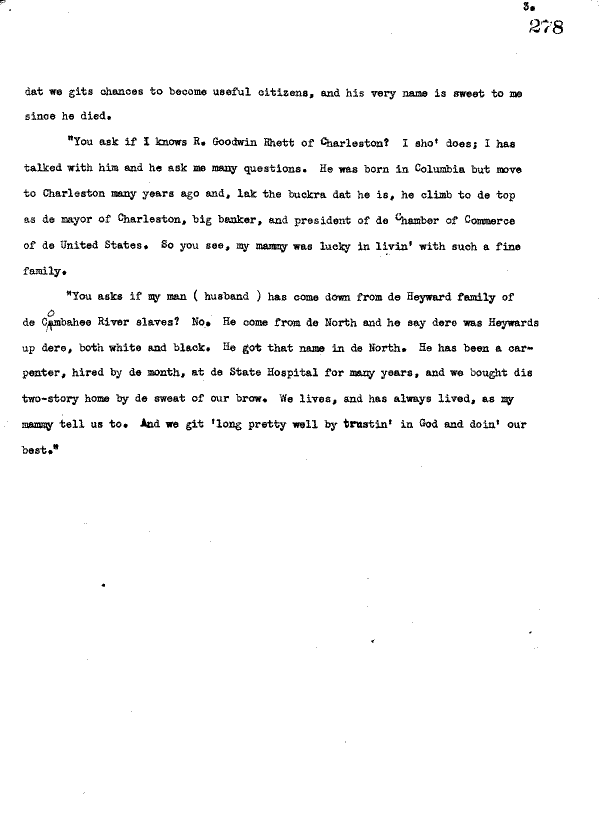 3.
278
dat we gits chances to become useful citizens, and his very name is sweet to me
since he died.
"You ask if I knows R. Goodwin Rhett of Charleston? I sho' does; I has
talked with him and he ask me many questions. He was born in Columbia but move
to Charleston many years ago and, lak the buckra dat he is, he climb to de top
as de mayor of Charleston, big banker, and president of de Chamber of Commerce
of de United States. So you see, my mammy was lucky in livin' with such a fine
family.
"You asks if my man ( husband ) has come down from de Heyward family of
de Combahee River slaves? No. He come from de North and he say dere was Heywards
up dere, both white and black. He got that name in de North. He has been a car-
penter, hired by de month, at de State Hospital for many years, and we bought dis
two-story home by de sweat of our brow. We lives, and has always lived, as my
mammy tell us to. And we git 'long pretty well by trustin' in God and doin' our
best."